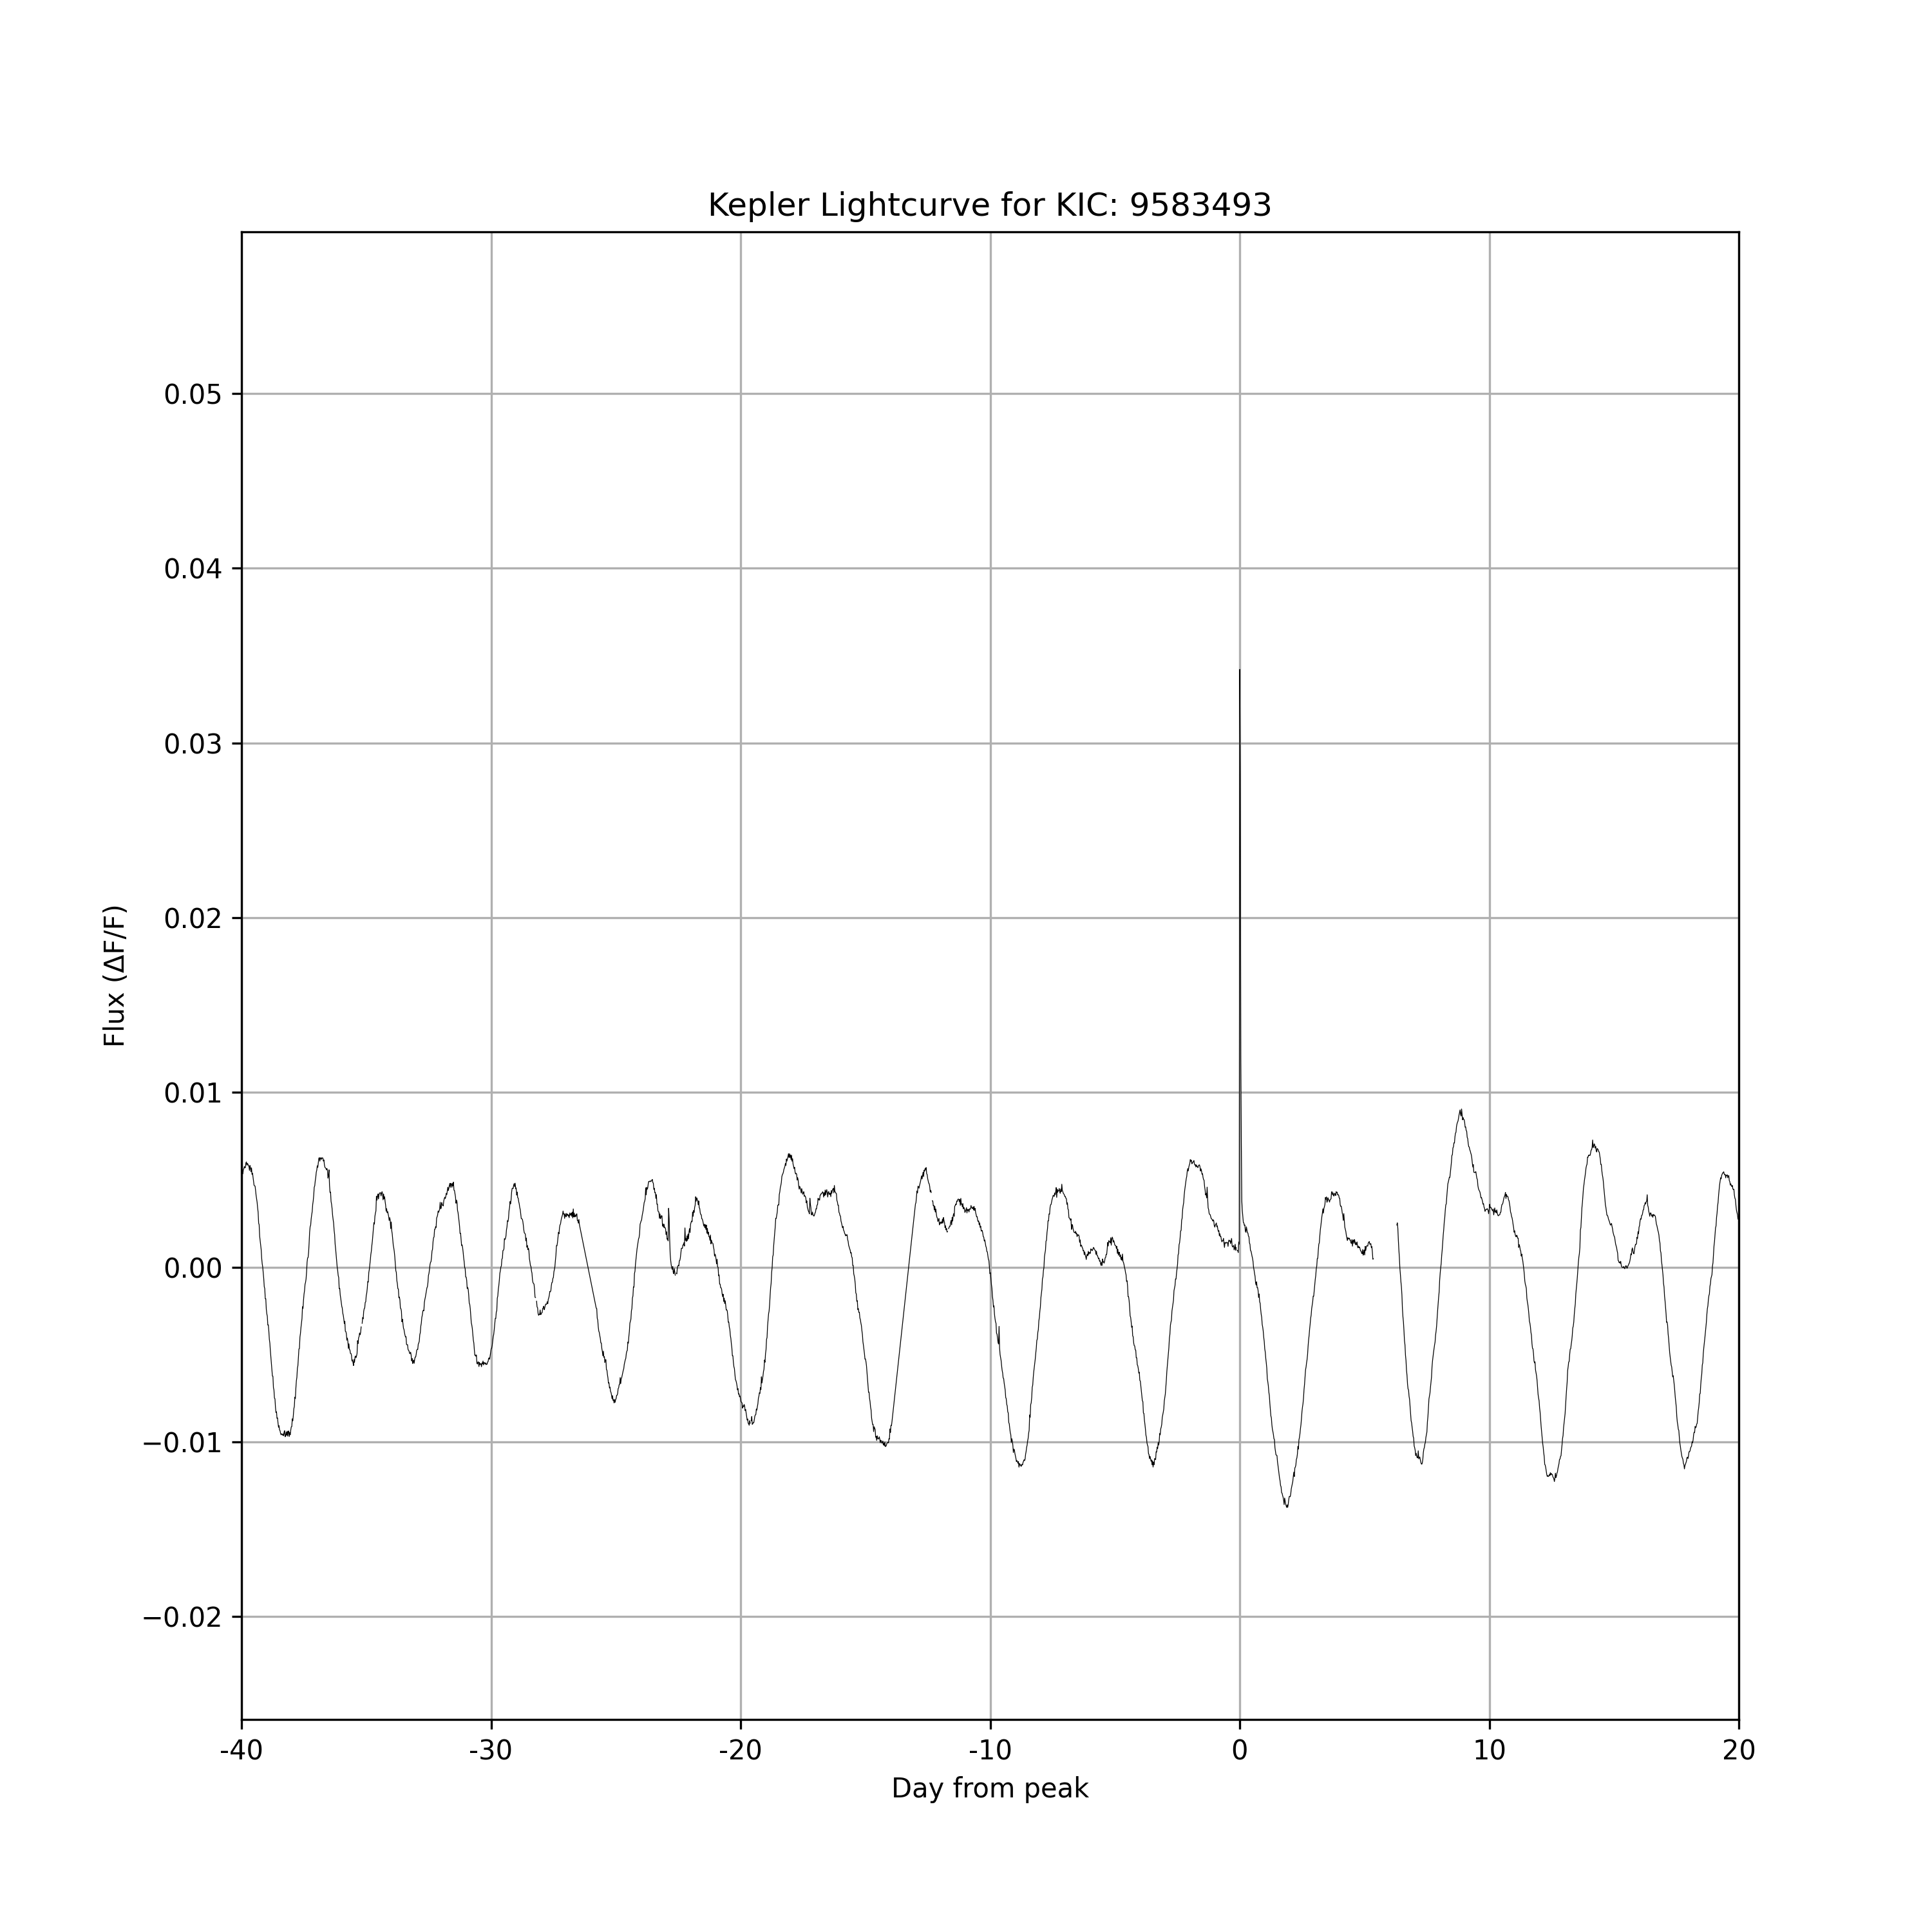 Kepler Lightcurve for KIC: 9583493
0.05
0.04
0.03
0.02
0.01
0.00
−0.01
−0.02
Flux (ΔF/F)
-40 -30 -20 -10 0 10 20
Day from peak